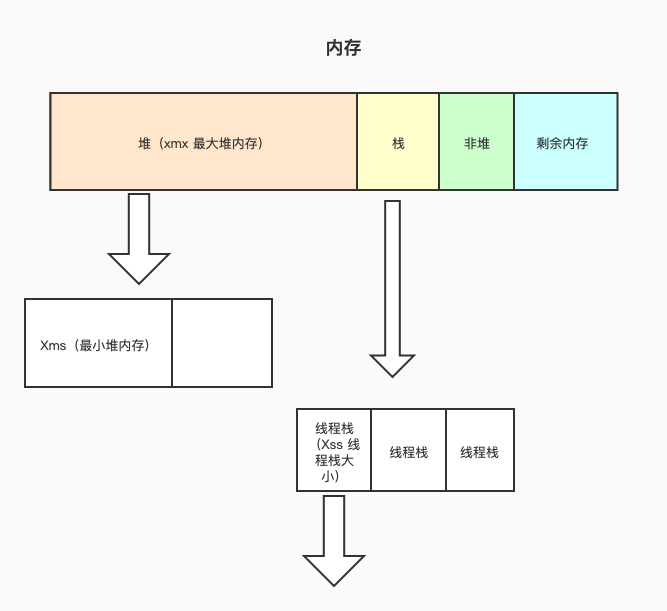 内存
堆（xmx 最大堆内存）
栈
非堆
剩余内存
Xms（最小堆内存）
线程栈
（Xss 线
程栈大
小）
线程栈
线程栈